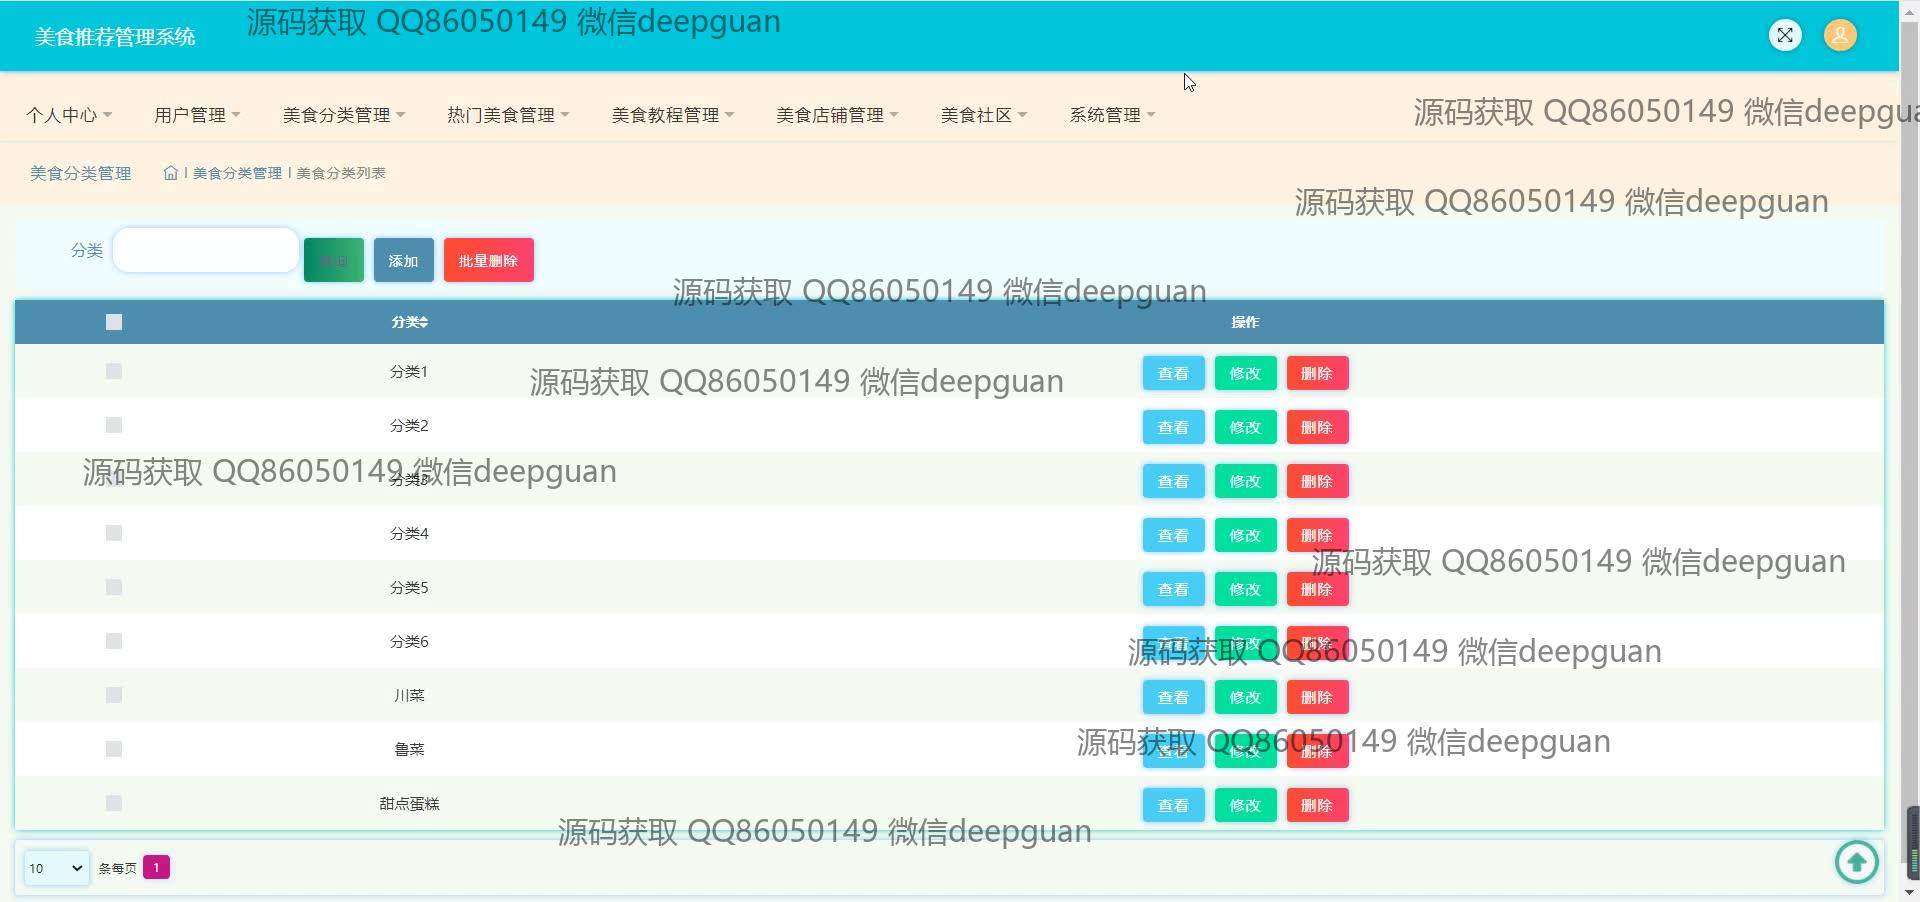 美食推荐管理系统
源码获取 QQ86050149 微信deepguan
个人中心 用户管理 美食分类管理 热门美食管理 美食教程管理 美食店铺管理 美食社区 系统管理
源码获取 QQ86050149 微信deepgua
美食分类管理 美食分类管理 美食分类列表
源码获取 QQ86050149 微信deepguan
分类 添加 批量删除
源码获取 QQ86050149 微信deepguan
分类 操作
分类1 查看 修改 删除
源码获取 QQ86050149 微信deepguan
分类2 查看 修改 删除
源码获取 QQ86050149 微信deepguan
分类3 查看 修改 删除
分类4 查看 修改 删除
源码获取 QQ86050149 微信deepguan
分类5 查看 修改 删除
分类6 查看 修改 删除
源码获取 QQ86050149 微信deepguan
川菜 查看 修改 删除
鲁菜 查看 修改 删除
源码获取 QQ86050149 微信deepguan
甜点蛋糕 查看 修改 删除
源码获取 QQ86050149 微信deepguan
10 条每页 1